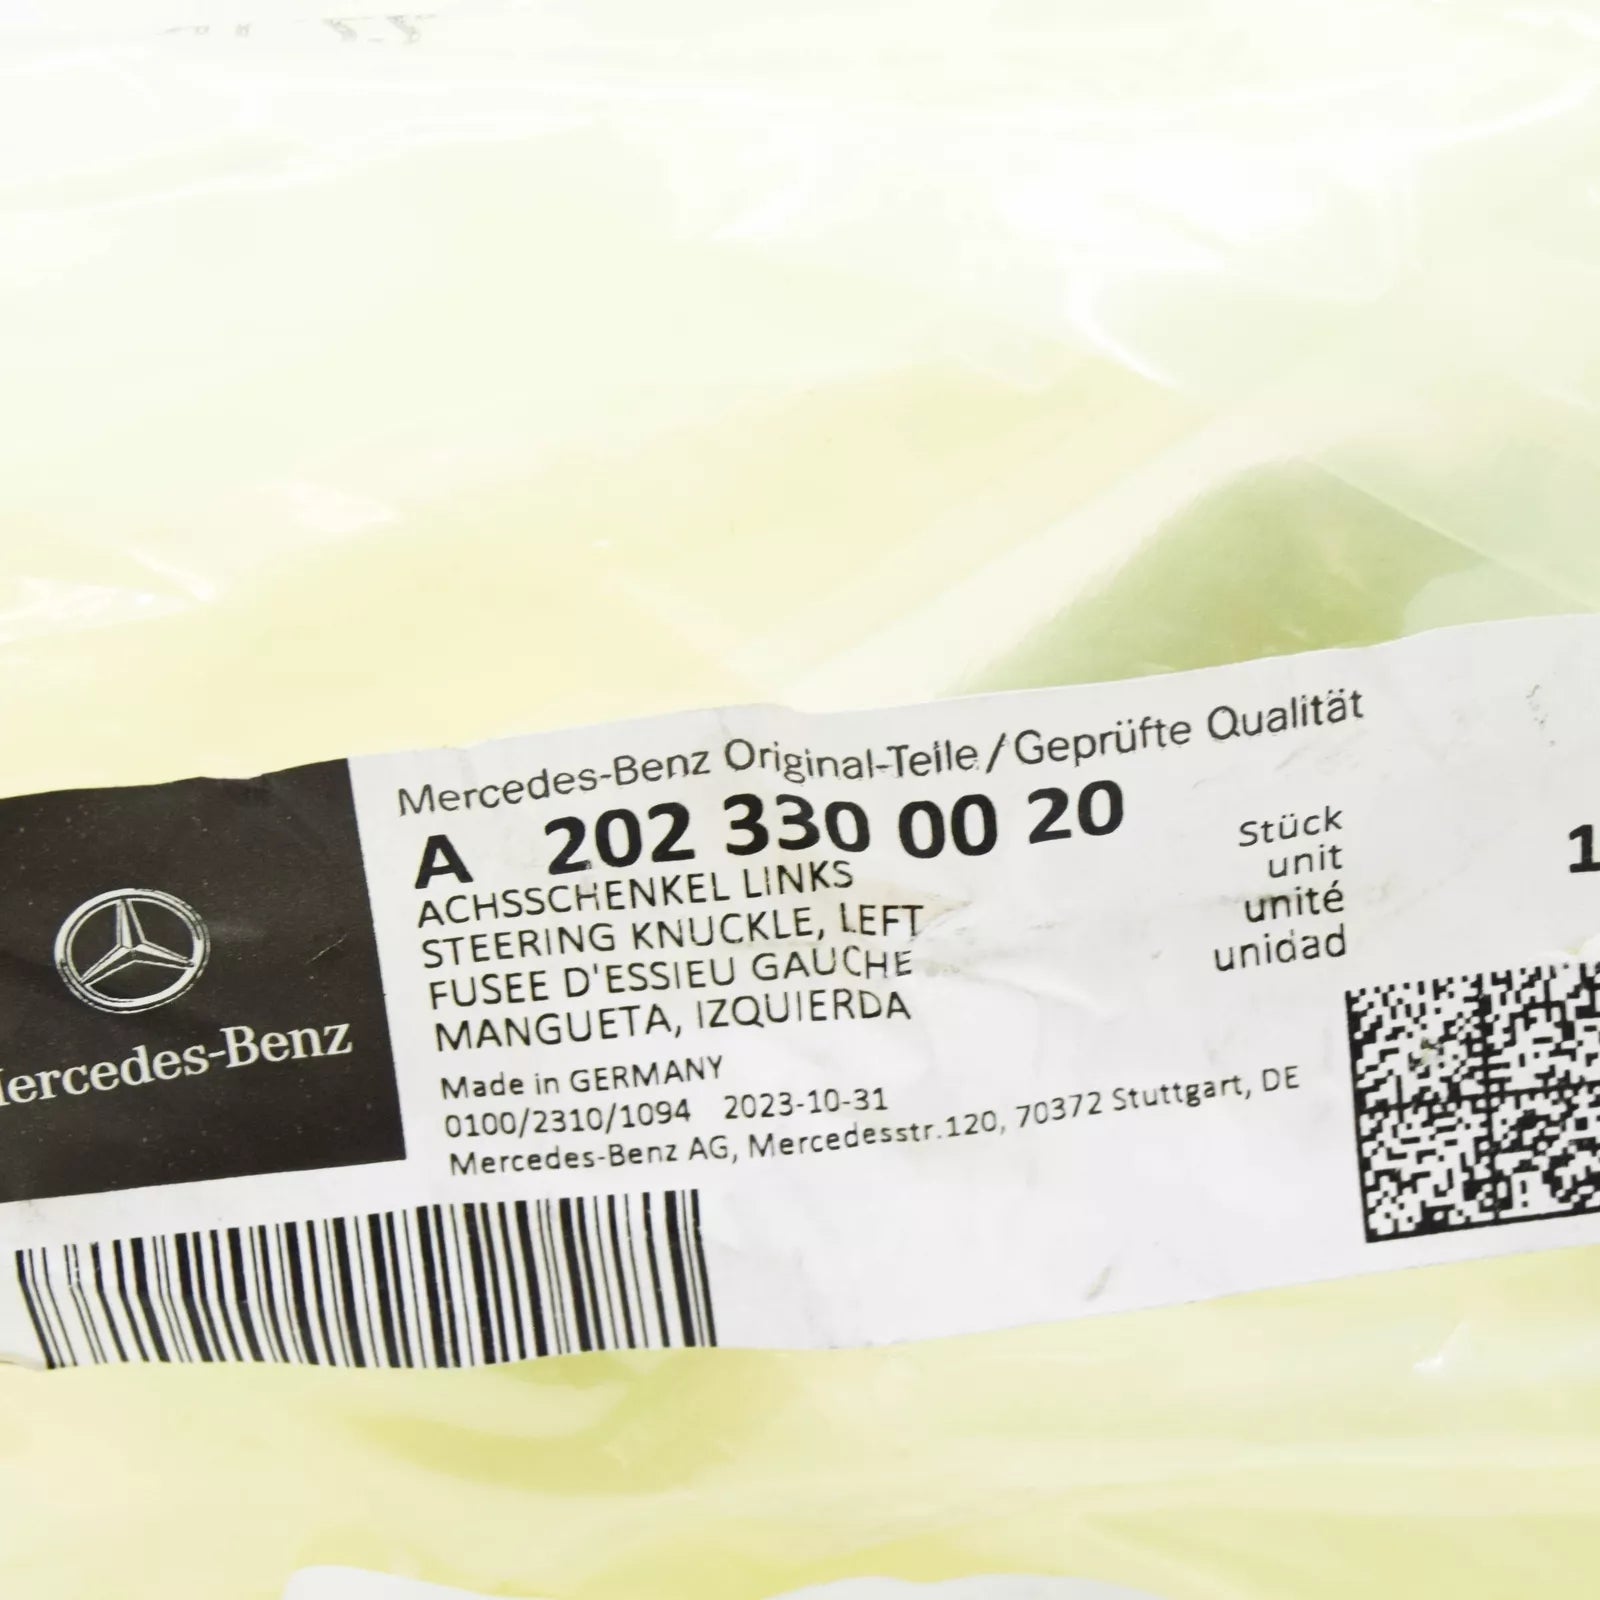 Mercedes-Benz Original-Teile/Geprüfte Qualität
A 202 330 00 20
ACHSSCHENKEL LINKS
STEERING KNUCKLE, LEFT
FUSEE D'ESSIEU GAUCHE
MANGUETA, IZQUIERDA
Stück 1
unit
unité
unidad
Made in GERMANY
0100/2310/1094 2023-10-31
Mercedes-Benz AG, Mercedesstr.120, 70372 Stuttgart, DE
Mercedes-Benz